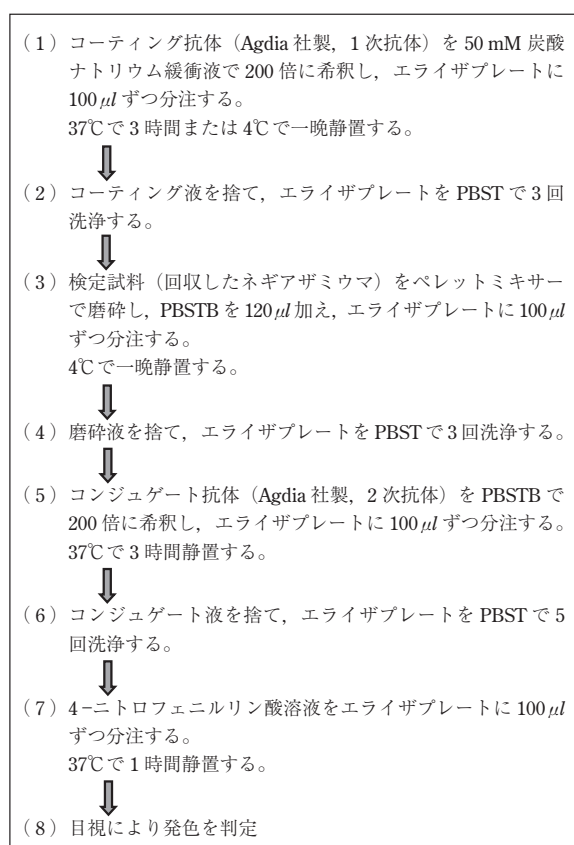 （1）コーティング抗体（Agdia 社製，1 次抗体）を 50 mM 炭酸
ナトリウム緩衝液で 200 倍に希釈し，エライザプレートに
100 μl ずつ分注する。
37℃で 3 時間または 4℃で一晩静置する。
（2）コーティング液を捨て，エライザプレートを PBST で 3 回
洗浄する。
（3）検定試料（回収したネギアザミウマ）をペレットミキサー
で磨砕し，PBSTB を 120 μl 加え，エライザプレートに 100 μl
ずつ分注する。
4℃で一晩静置する。
（4）磨砕液を捨て，エライザプレートを PBST で 3 回洗浄する。
（5）コンジュゲート抗体（Agdia 社製，2 次抗体）を PBSTB で
200 倍に希釈し，エライザプレートに 100 μl ずつ分注する。
37℃で 3 時間静置する。
（6）コンジュゲート液を捨て，エライザプレートを PBST で 5
回洗浄する。
（7）4−ニトロフェニルリン酸溶液をエライザプレートに 100 μl
ずつ分注する。
37℃で 1 時間静置する。
（8）目視により発色を判定